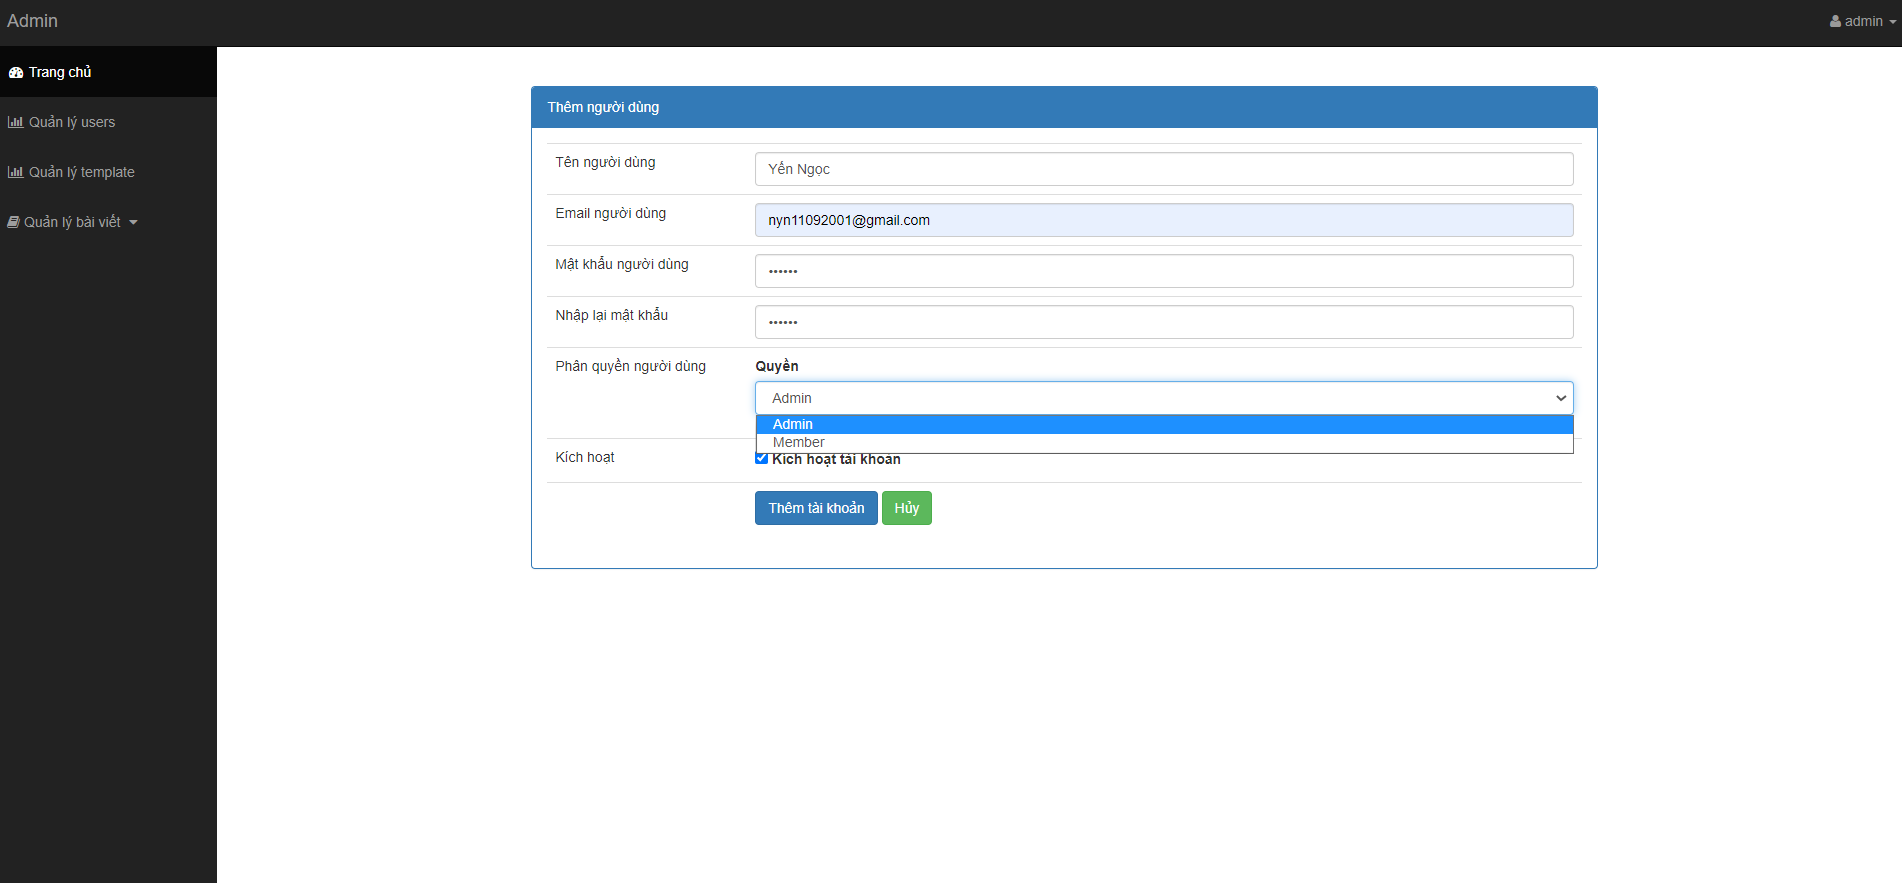 Admin
admin
Trang chủ
Quản lý users
Quản lý template
Quản lý bài viết
Thêm người dùng
Tên người dùng
Yến Ngọc
Email người dùng
nyn11092001@gmail.com
Mật khẩu người dùng
••••••
Nhập lại mật khẩu
••••••
Phân quyền người dùng
Quyền
Admin
Admin
Member
Kích hoạt
Kích hoạt tài khoản
Thêm tài khoản
Hủy